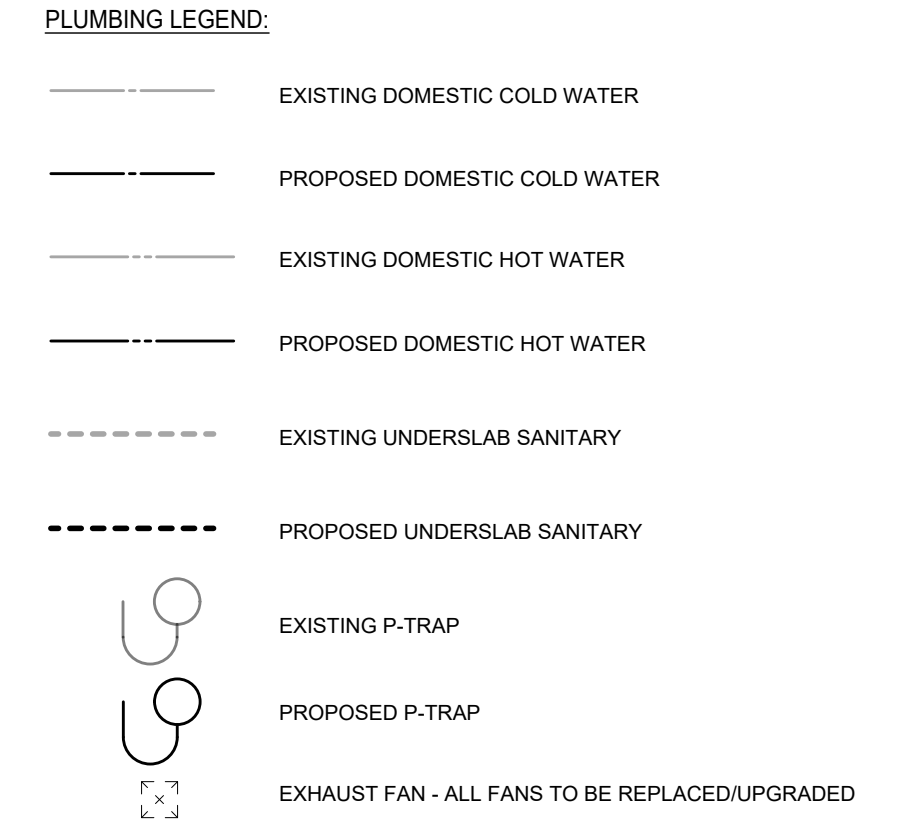 PLUMBING LEGEND:
EXISTING DOMESTIC COLD WATER
PROPOSED DOMESTIC COLD WATER
EXISTING DOMESTIC HOT WATER
PROPOSED DOMESTIC HOT WATER
EXISTING UNDERSLAB SANITARY
PROPOSED UNDERSLAB SANITARY
EXISTING P-TRAP
PROPOSED P-TRAP
EXHAUST FAN - ALL FANS TO BE REPLACED/UPGRADED